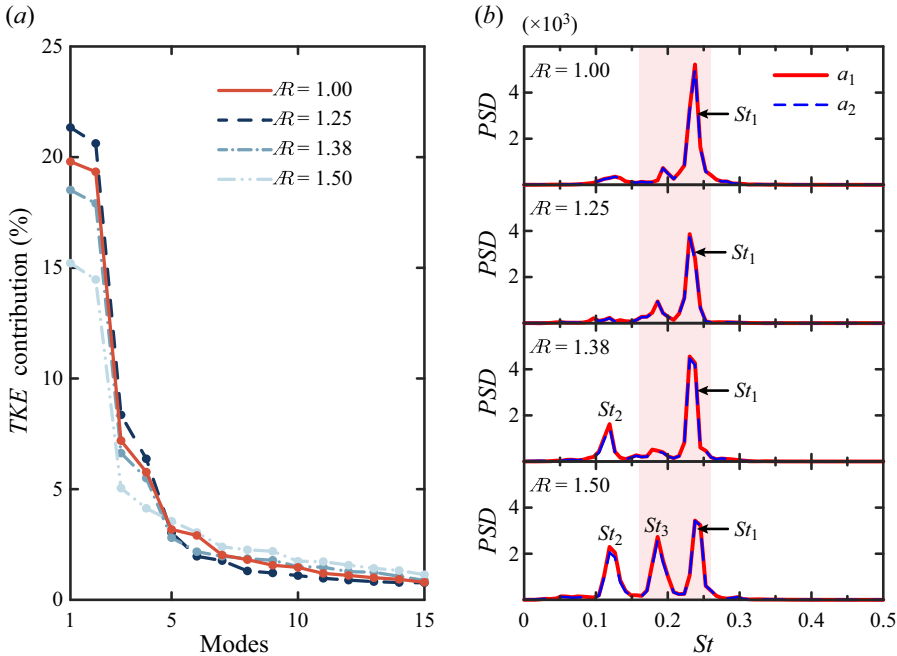 (a)
25
20
15
10
5
0
TKE contribution (%)
1
5
10
15
Modes
Æ = 1.00
Æ = 1.25
Æ = 1.38
Æ = 1.50
(b)
(×10³)
PSD
4
2
Æ = 1.00
St₁
a₁
a₂
PSD
4
2
Æ = 1.25
St₁
PSD
4
2
Æ = 1.38
St₂
St₁
PSD
4
2
Æ = 1.50
St₂
St₃
St₁
0
0.1
0.2
0.3
0.4
0.5
St